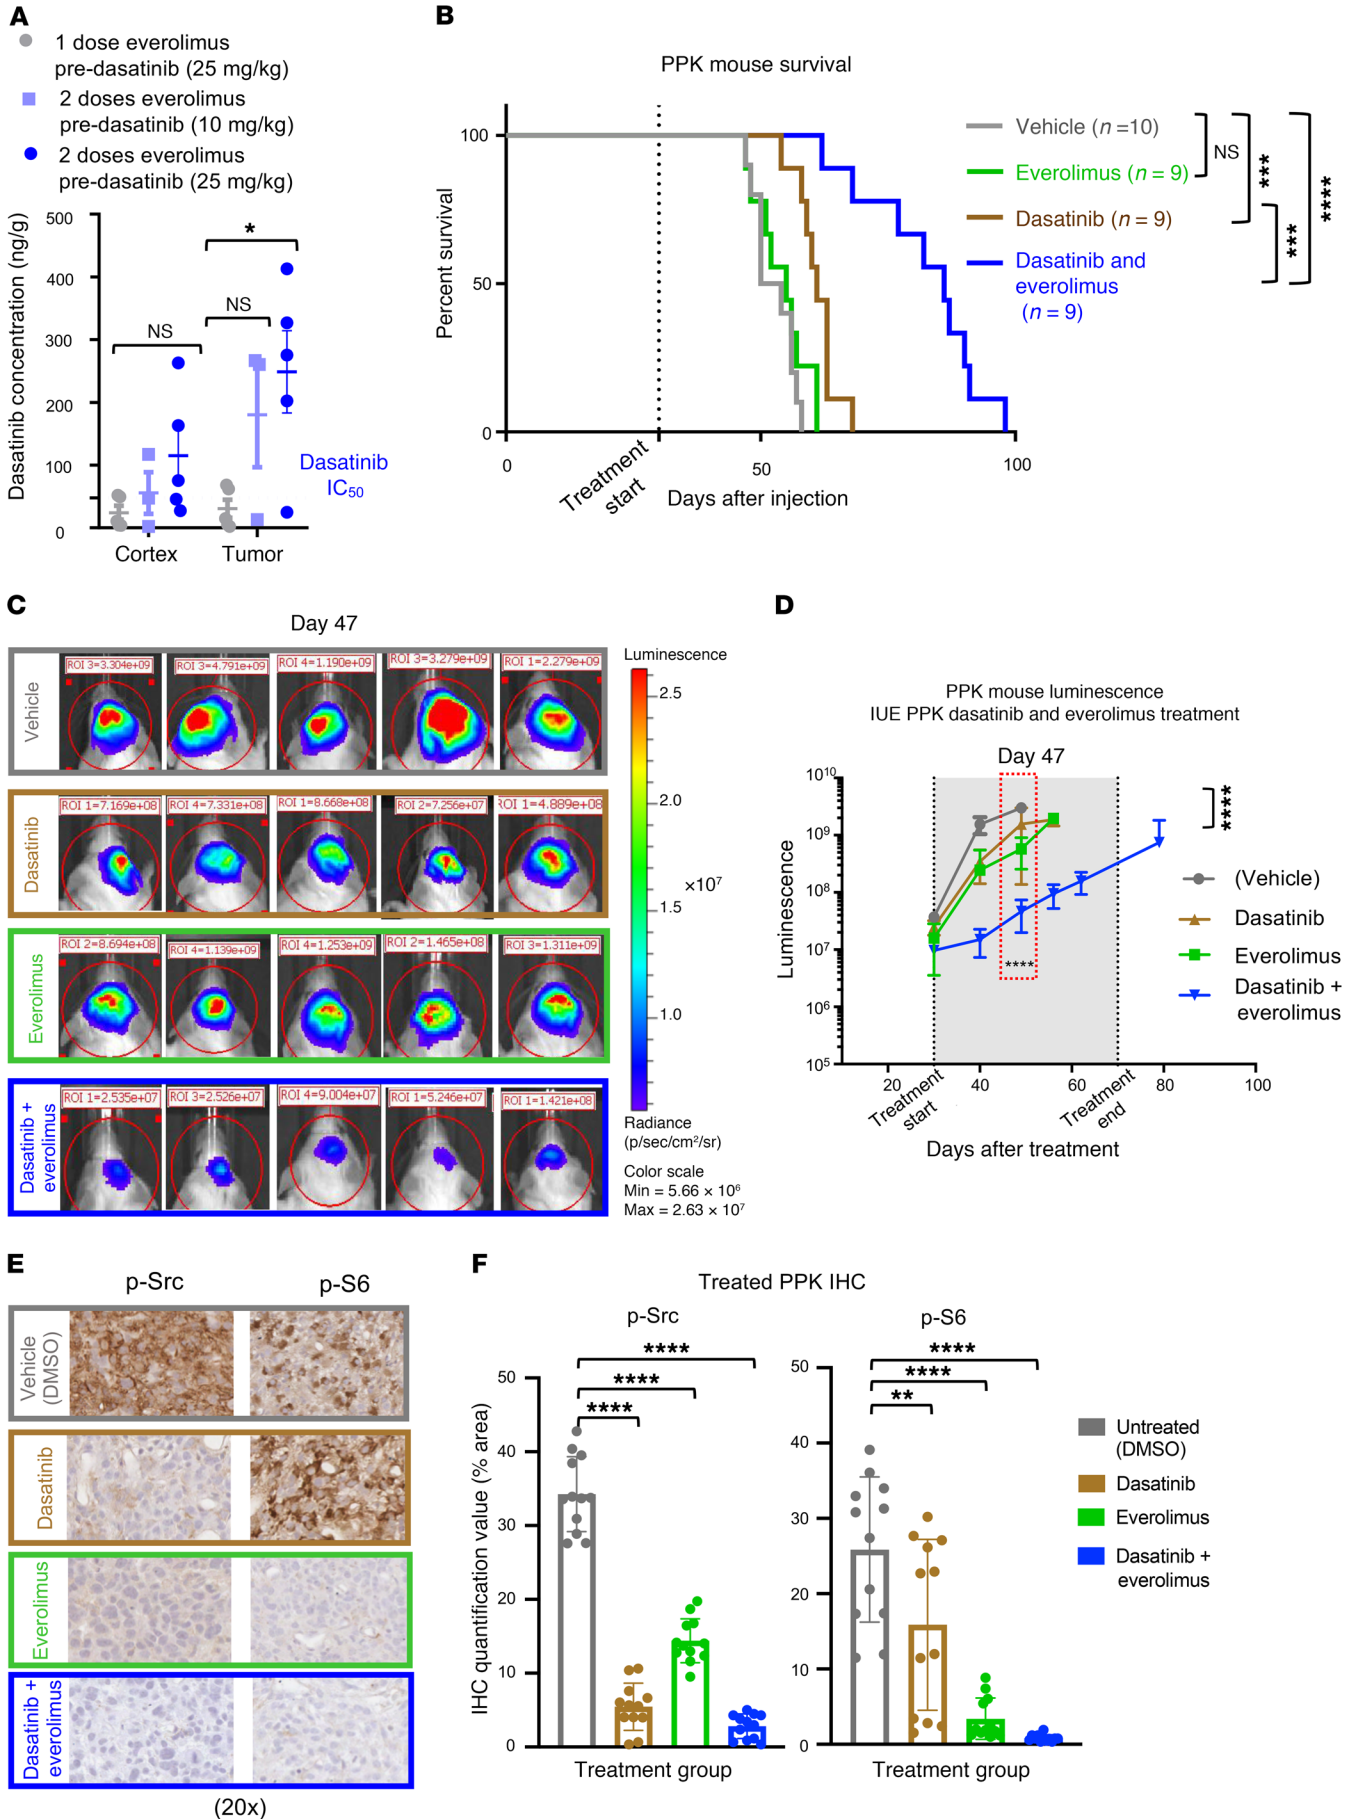 A
1 dose everolimus
pre-dasatinib (25 mg/kg)
2 doses everolimus
pre-dasatinib (10 mg/kg)
2 doses everolimus
pre-dasatinib (25 mg/kg)
Dasatinib concentration (ng/g)
500
400
300
200
100
0
NS
NS
*
Dasatinib
IC50
Cortex
Tumor
B
PPK mouse survival
Percent survival
100
50
0
0
50
100
Treatment
start
Days after injection
Vehicle (n =10)
Everolimus (n = 9)
Dasatinib (n = 9)
Dasatinib and
everolimus
(n = 9)
NS
***
***
****
C
Day 47
Vehicle
ROI 3=3.304e+09
ROI 3=4.791e+09
ROI 4=1.190e+09
ROI 3=3.279e+09
ROI 1=2.279e+09
Dasatinib
ROI 1=7.169e+08
ROI 4=7.331e+08
ROI 1=8.668e+08
ROI 2=7.256e+07
ROI 1=4.889e+08
Everolimus
ROI 2=8.694e+08
ROI 4=1.139e+09
ROI 4=1.253e+09
ROI 2=1.465e+08
ROI 3=1.311e+09
Dasatinib +
everolimus
ROI 1=2.535e+07
ROI 3=2.526e+07
ROI 4=9.004e+07
ROI 1=5.246e+07
ROI 1=1.421e+08
Luminescence
2.5
2.0
×10⁷
1.5
1.0
Radiance
(p/sec/cm²/sr)
Color scale
Min = 5.66 × 10⁶
Max = 2.63 × 10⁷
D
PPK mouse luminescence
IUE PPK dasatinib and everolimus treatment
Day 47
Luminescence
10¹⁰
10⁹
10⁸
10⁷
10⁶
10⁵
****
20
40
60
80
100
Treatment
start
Treatment
end
Days after treatment
****
(Vehicle)
Dasatinib
Everolimus
Dasatinib +
everolimus
E
p-Src
p-S6
Vehicle
(DMSO)
Dasatinib
Everolimus
Dasatinib +
everolimus
(20x)
F
Treated PPK IHC
p-Src
p-S6
IHC quantification value (% area)
50
40
30
20
10
0
****
****
****
Treatment group
50
40
30
20
10
0
****
****
**
Treatment group
Untreated
(DMSO)
Dasatinib
Everolimus
Dasatinib +
everolimus